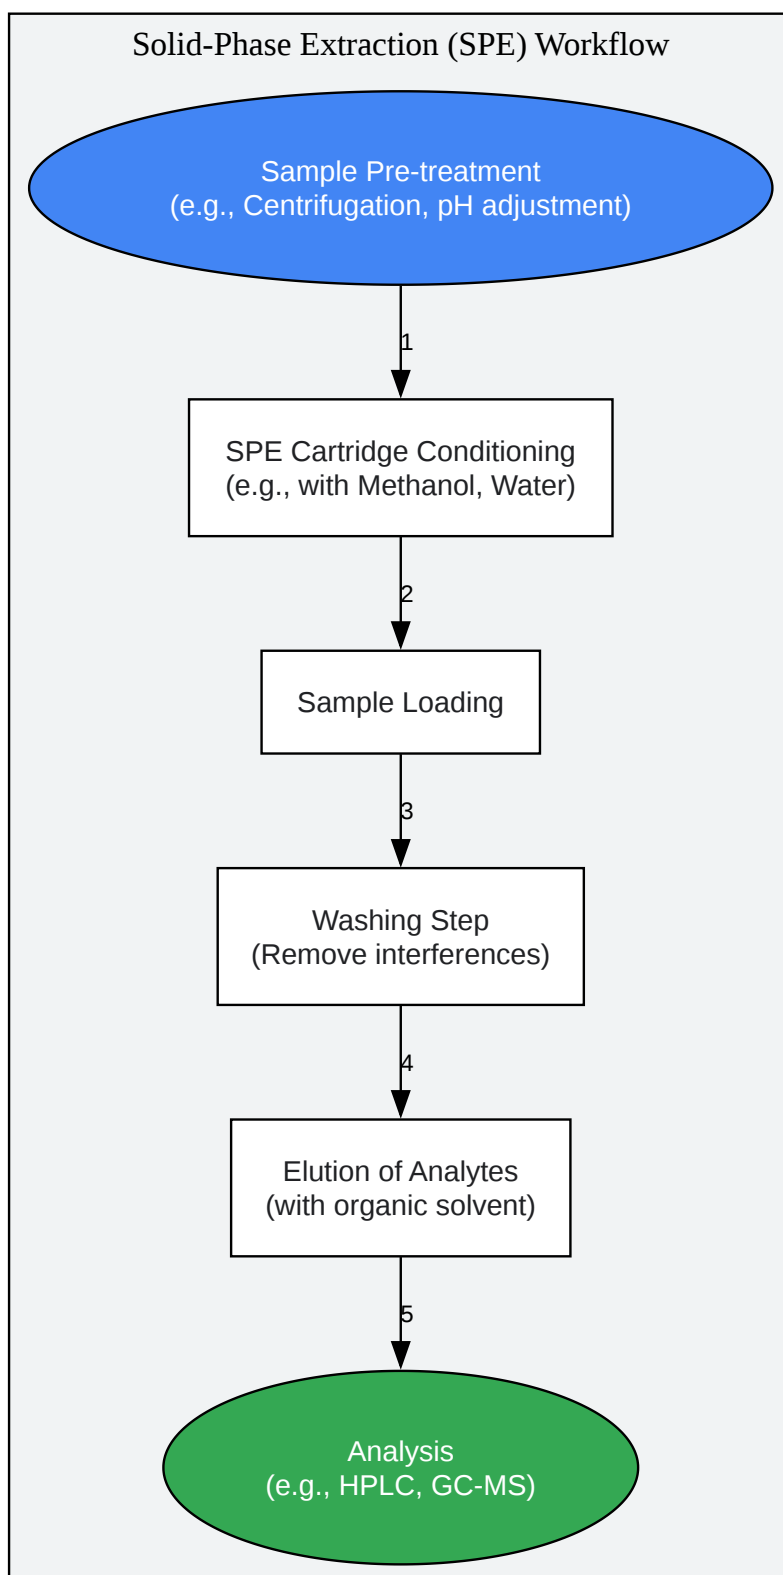 Solid-Phase Extraction (SPE) Workflow
Sample Pre-treatment
(e.g., Centrifugation, pH adjustment)
1
SPE Cartridge Conditioning
(e.g., with Methanol, Water)
2
Sample Loading
3
Washing Step
(Remove interferences)
4
Elution of Analytes
(with organic solvent)
5
Analysis
(e.g., HPLC, GC-MS)